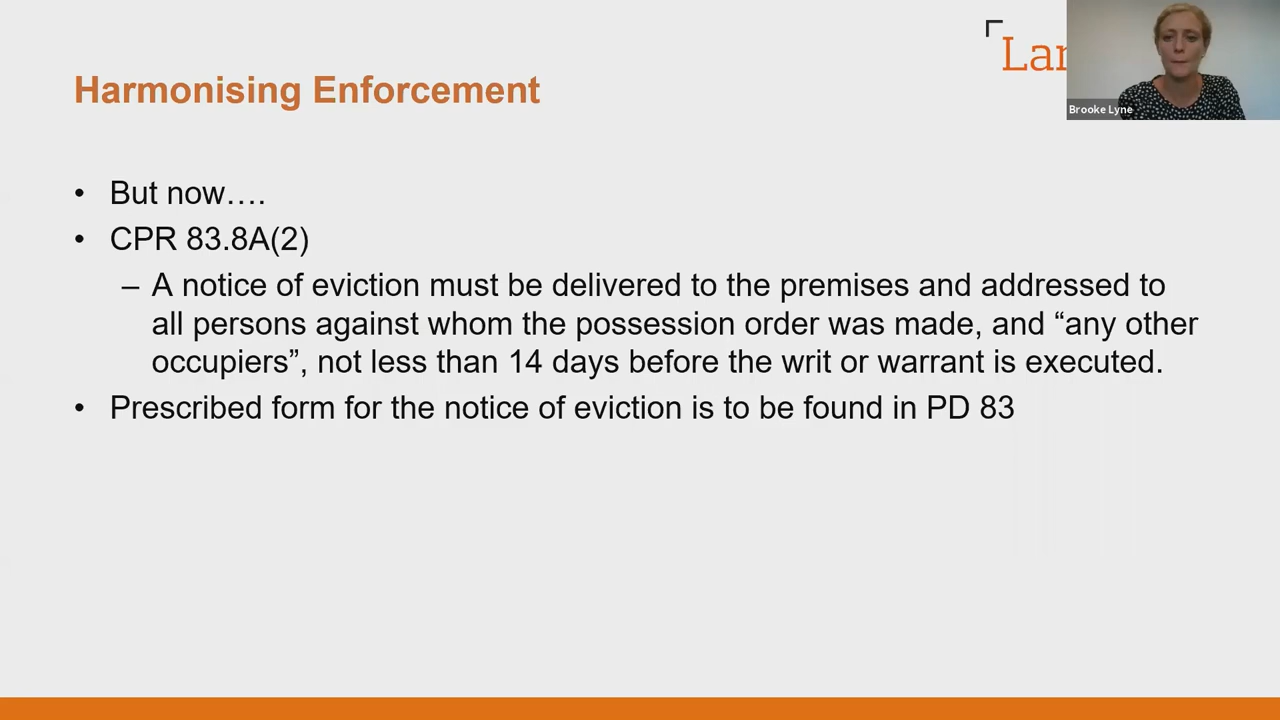 Lan
Brooke Lyne
Harmonising Enforcement
• But now….
• CPR 83.8A(2)
– A notice of eviction must be delivered to the premises and addressed to
all persons against whom the possession order was made, and “any other
occupiers”, not less than 14 days before the writ or warrant is executed.
• Prescribed form for the notice of eviction is to be found in PD 83